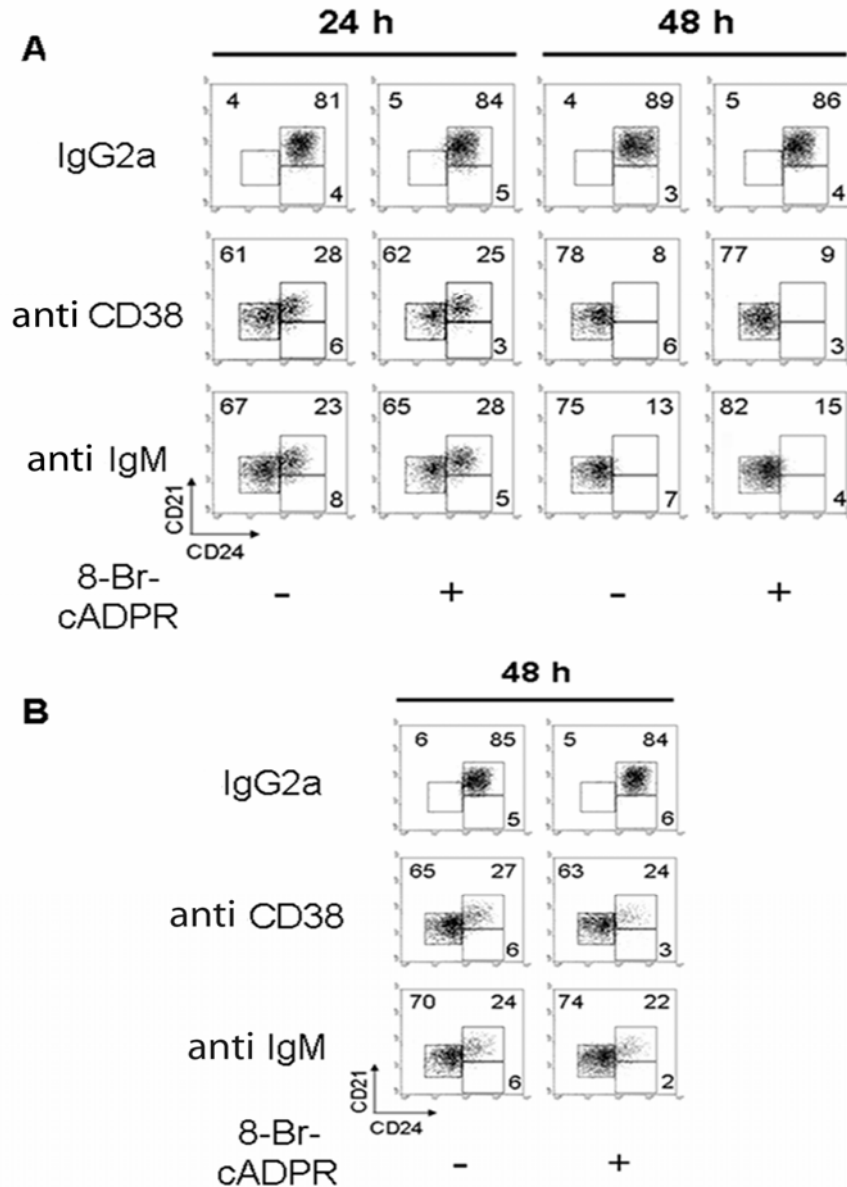 24 h 48 h
A
4 81 5 84 4 89 5 86
IgG2a
4 5 3 4
61 28 62 25 78 8 77 9
anti CD38
6 3 6 3
67 23 65 28 75 13 82 15
anti IgM
8 5 7 4
CD21
CD24
8-Br-
cADPR
- + - +
48 h
B
6 85 5 84
IgG2a
5 6
65 27 63 24
anti CD38
6 3
70 24 74 22
anti IgM
6 2
CD21
CD24
8-Br-
cADPR
- +